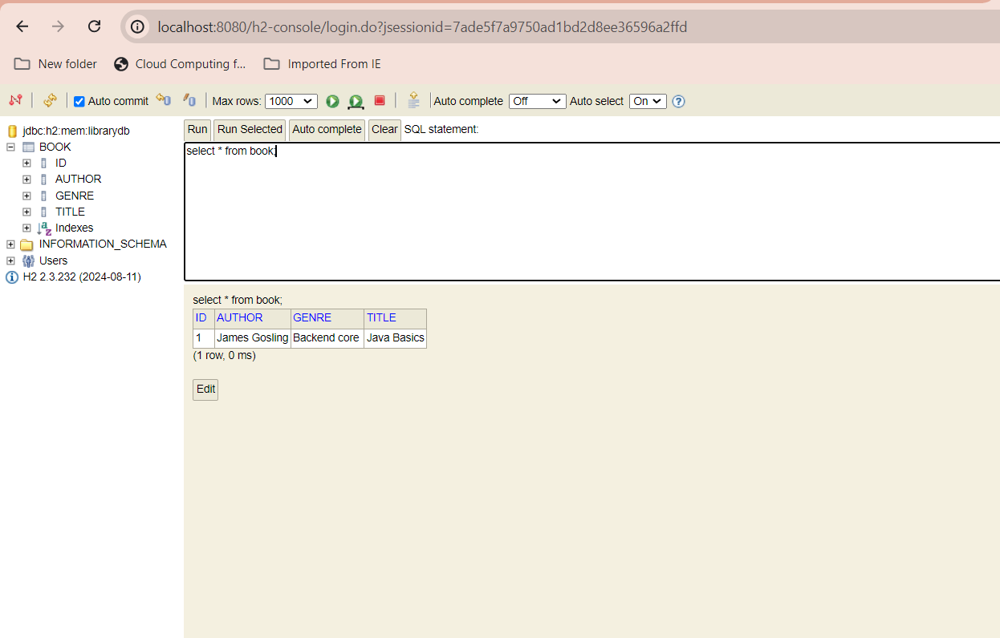 localhost:8080/h2-console/login.do?jsessionid=7ade5f7a9750ad1bd2d8ee36596a2ffd
New folder Cloud Computing f... Imported From IE
Auto commit Max rows: 1000 Auto complete Off Auto select On ?
jdbc:h2:mem:librarydb
BOOK
ID
AUTHOR
GENRE
TITLE
Indexes
INFORMATION_SCHEMA
Users
H2 2.3.232 (2024-08-11)
Run Run Selected Auto complete Clear SQL statement:
select * from book;
select * from book;
ID AUTHOR GENRE TITLE
1 James Gosling Backend core Java Basics
(1 row, 0 ms)
Edit